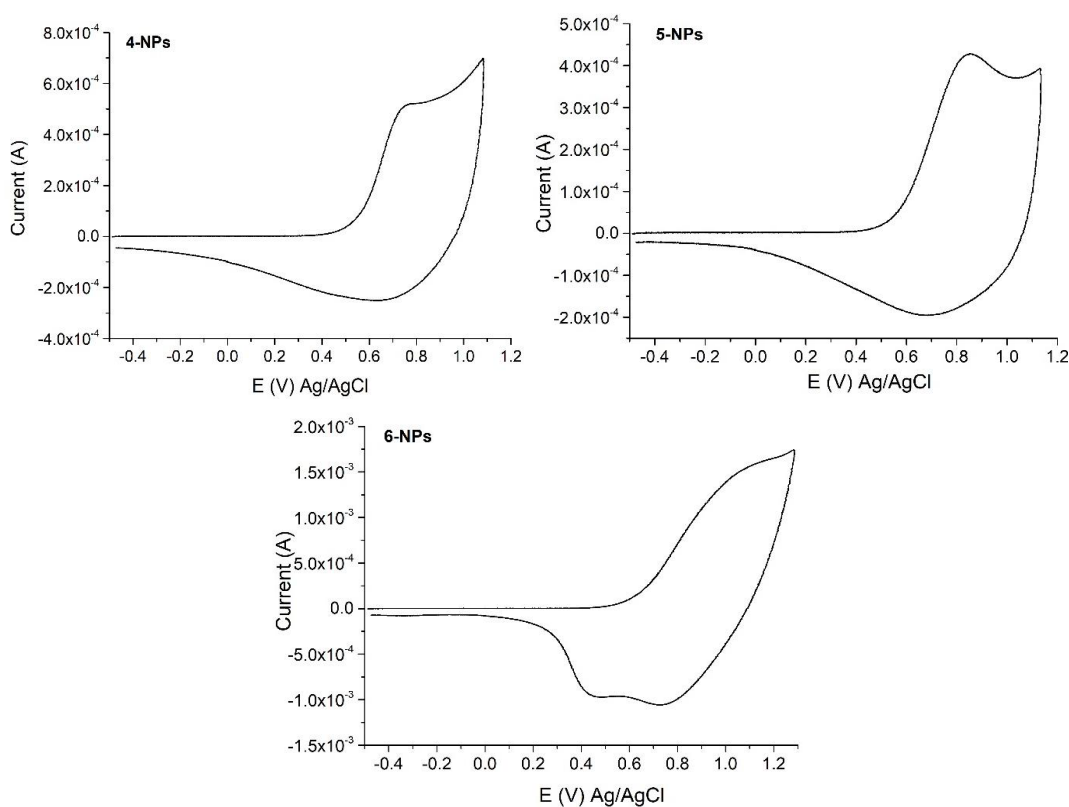 4-NPs
8.0x10⁻⁴
6.0x10⁻⁴
4.0x10⁻⁴
2.0x10⁻⁴
0.0
-2.0x10⁻⁴
-4.0x10⁻⁴
Current (A)
-0.4 -0.2 0.0 0.2 0.4 0.6 0.8 1.0 1.2
E (V) Ag/AgCl
5-NPs
5.0x10⁻⁴
4.0x10⁻⁴
3.0x10⁻⁴
2.0x10⁻⁴
1.0x10⁻⁴
0.0
-1.0x10⁻⁴
-2.0x10⁻⁴
Current (A)
-0.4 -0.2 0.0 0.2 0.4 0.6 0.8 1.0 1.2
E (V) Ag/AgCl
6-NPs
2.0x10⁻³
1.5x10⁻³
1.0x10⁻³
5.0x10⁻⁴
0.0
-5.0x10⁻⁴
-1.0x10⁻³
-1.5x10⁻³
Current (A)
-0.4 -0.2 0.0 0.2 0.4 0.6 0.8 1.0 1.2
E (V) Ag/AgCl